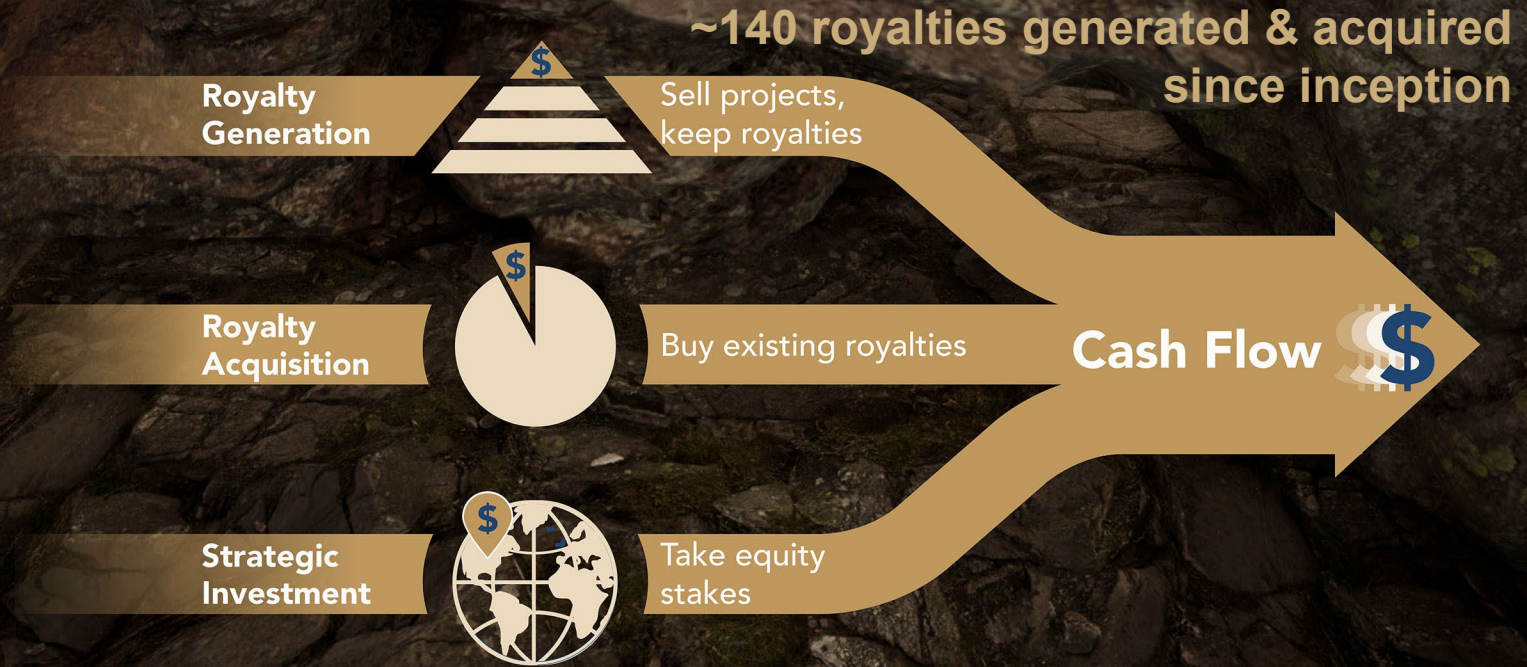 ~140 royalties generated & acquired
since inception
$
Royalty
Generation
Sell projects,
keep royalties
$
Royalty
Acquisition
Buy existing royalties
Cash Flow $
$
Strategic
Investment
Take equity
stakes